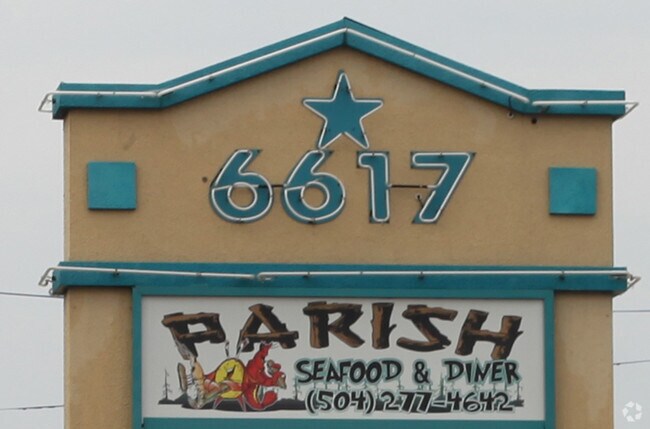 6617
PARISH
SEAFOOD & DINER
(504) 277-4642